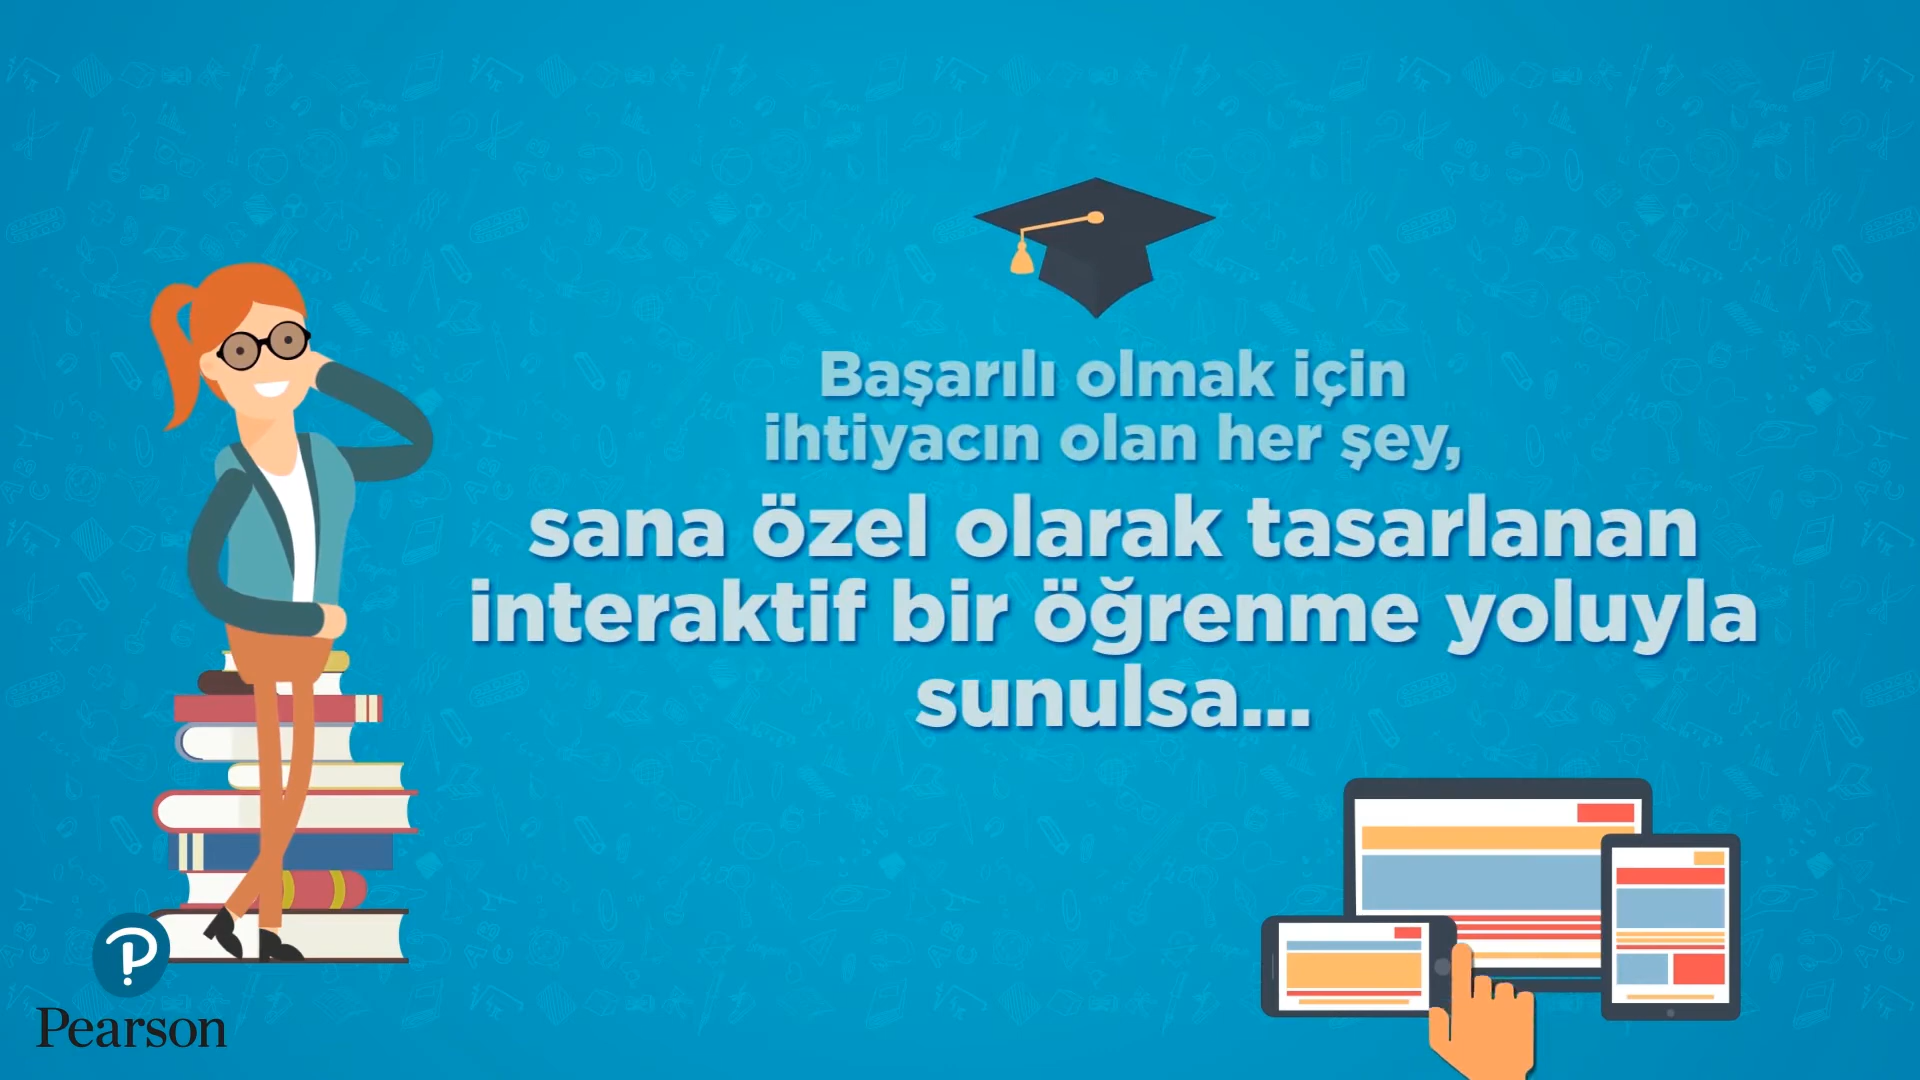 Başarılı olmak için
ihtiyacın olan her şey,
sana özel olarak tasarlanan
interaktif bir öğrenme yoluyla
sunulsa...
Pearson